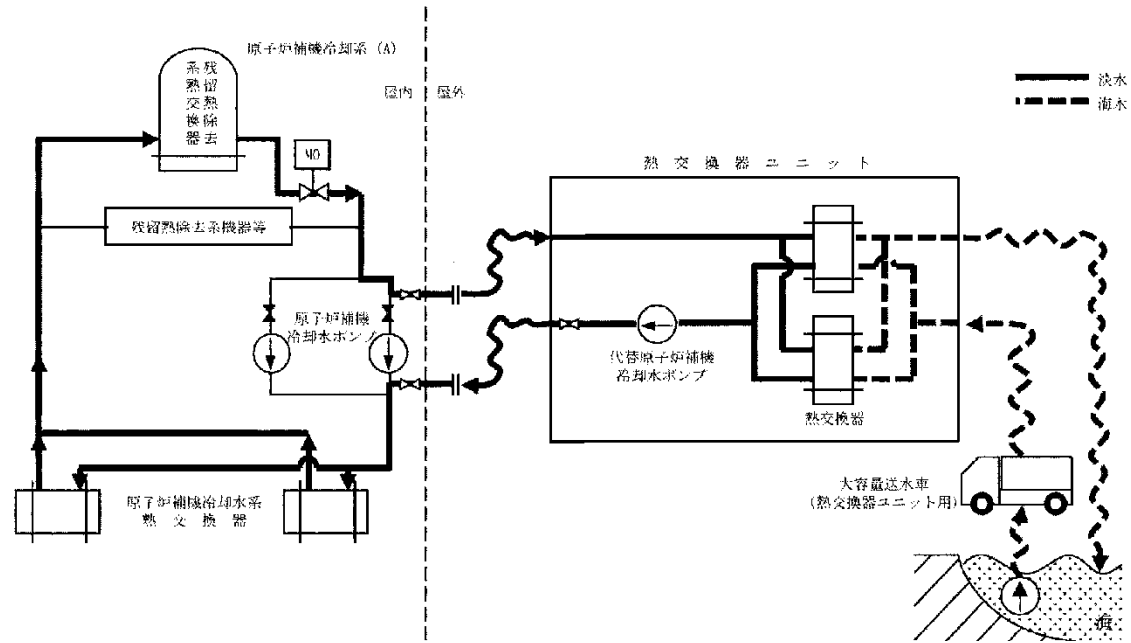 原子炉補機冷却系(A)
残留熱除去
系熱交換器
屋内
屋外
淡水
海水
MO
熱交換器ユニット
残留熱除去系機器等
原子炉補機
冷却水ポンプ
代替原子炉補機
冷却水ポンプ
熱交換器
原子炉補機冷却水系
熱交換器
大容量送水車
(熱交換器ユニット用)
海